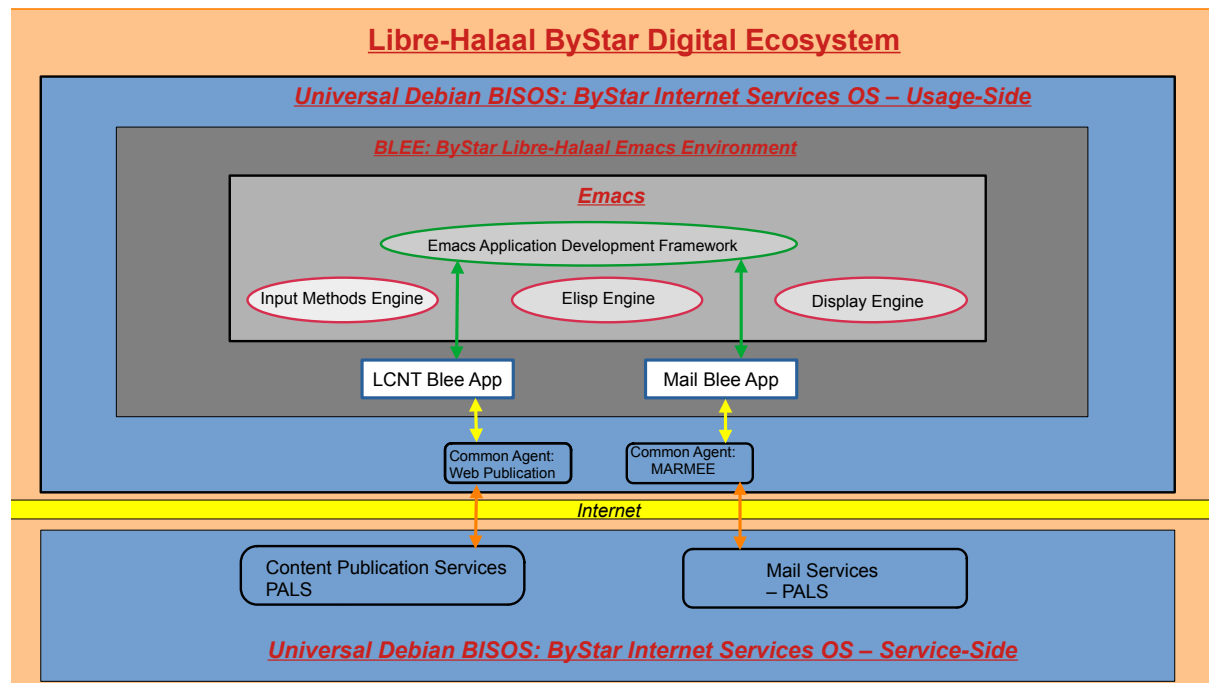 Libre-Halaal ByStar Digital Ecosystem
Universal Debian BISOS: ByStar Internet Services OS – Usage-Side
BLEE: ByStar Libre-Halaal Emacs Environment
Emacs
Emacs Application Development Framework
Input Methods Engine
Elisp Engine
Display Engine
LCNT Blee App
Mail Blee App
Common Agent:
Web Publication
Common Agent:
MARMEE
Internet
Content Publication Services
PALS
Mail Services
– PALS
Universal Debian BISOS: ByStar Internet Services OS – Service-Side